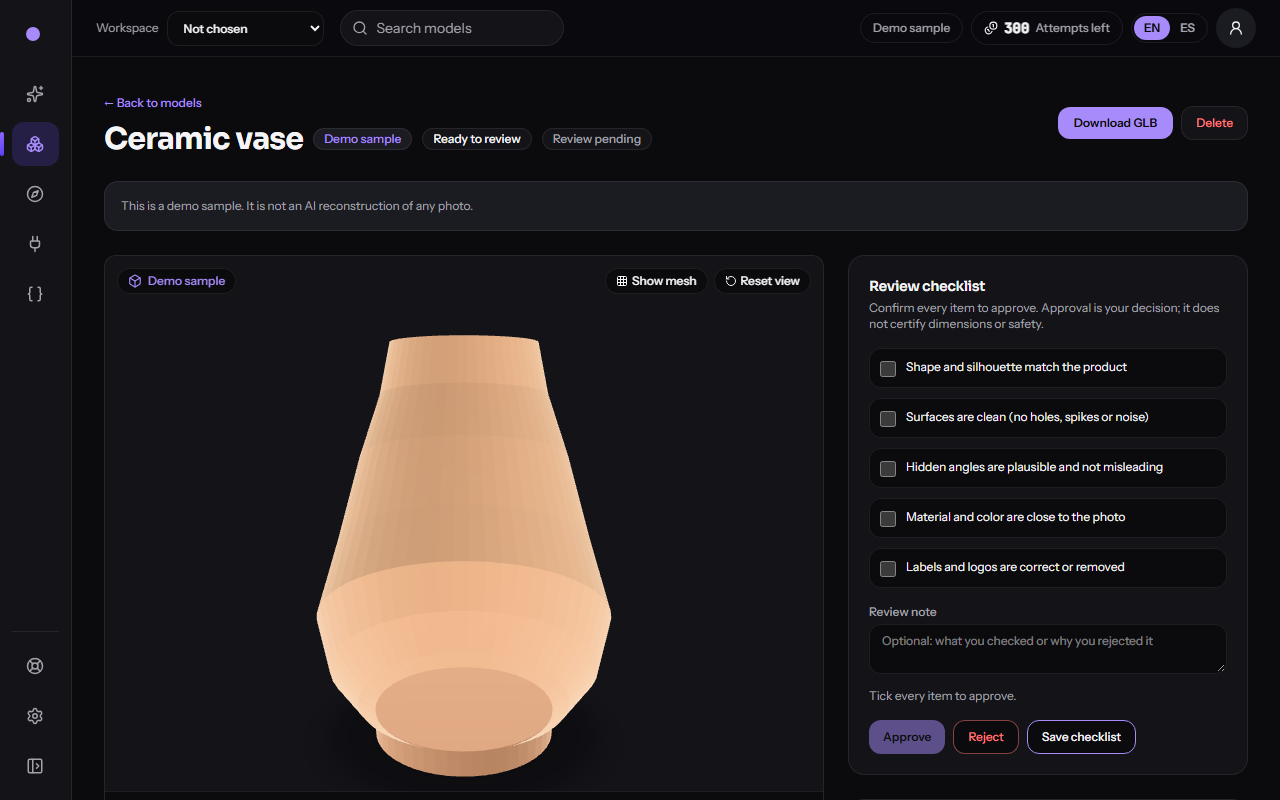 Workspace
Not chosen
Search models
Demo sample
300 Attempts left
EN
ES
← Back to models
Ceramic vase
Demo sample
Ready to review
Review pending
Download GLB
Delete
This is a demo sample. It is not an AI reconstruction of any photo.
Demo sample
Show mesh
Reset view
Review checklist
Confirm every item to approve. Approval is your decision; it does
not certify dimensions or safety.
Shape and silhouette match the product
Surfaces are clean (no holes, spikes or noise)
Hidden angles are plausible and not misleading
Material and color are close to the photo
Labels and logos are correct or removed
Review note
Optional: what you checked or why you rejected it
Tick every item to approve.
Approve
Reject
Save checklist